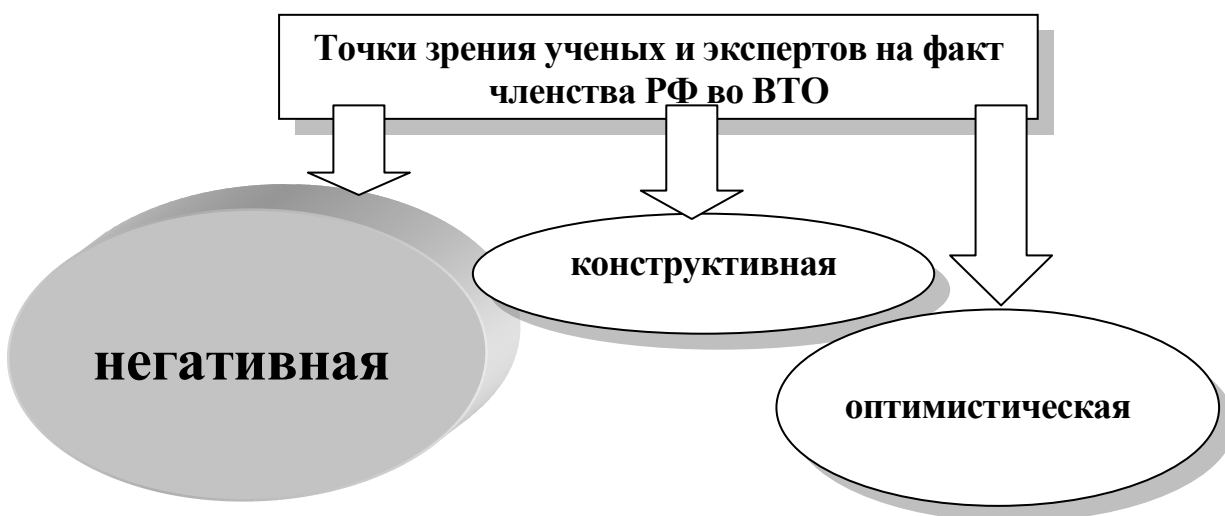 Точки зрения ученых и экспертов на факт
членства РФ во ВТО
негативная
конструктивная
оптимистическая